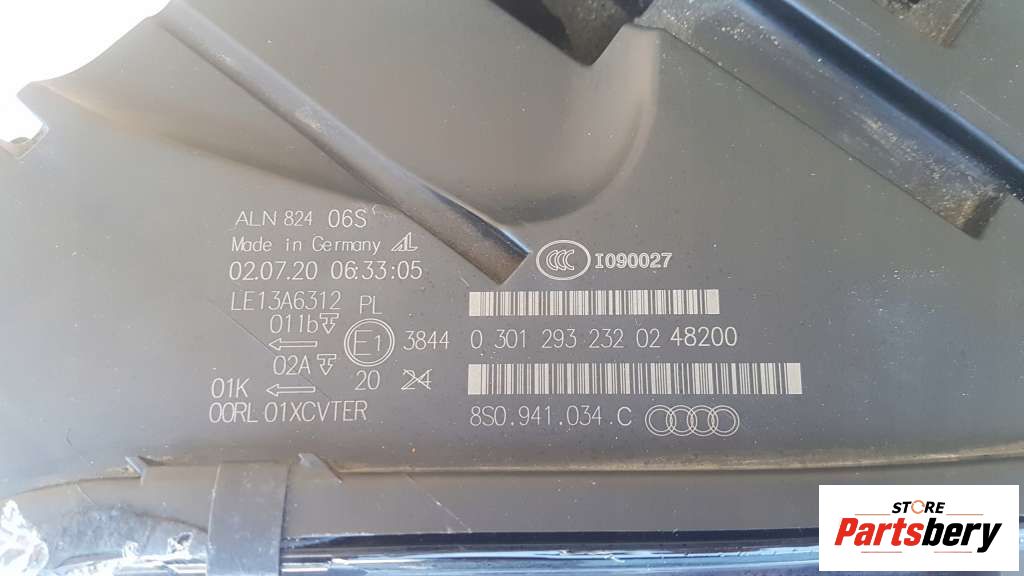 ALN 824 06S
Made in Germany AL
02.07.20 06:33:05
CCC I090027
LE13A6312 PL
011b
E1 3844
0 301 293 232 02 48200
02A
20 24
01K
00RL 01XCVTER
8S0.941.034.C
STORE
Partsbery